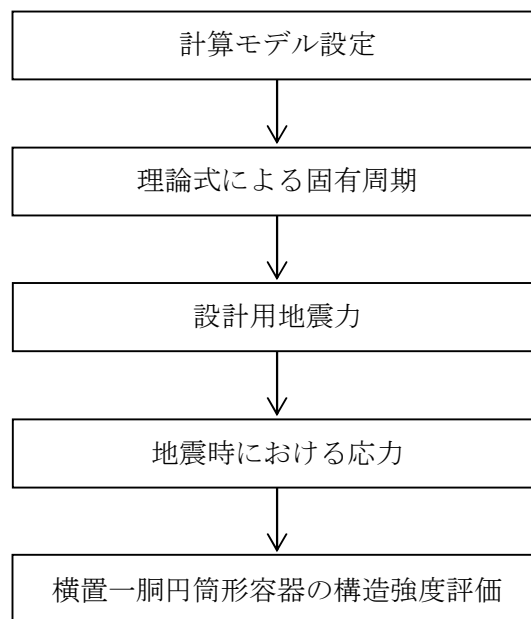 計算モデル設定
理論式による固有周期
設計用地震力
地震時における応力
横置一胴円筒形容器の構造強度評価